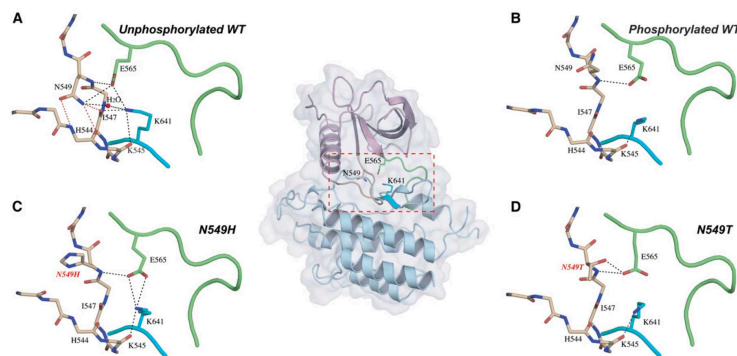 A
Unphosphorylated WT
E565
N549
H₂O
I547
K641
H544
K545
B
Phosphorylated WT
N549
E565
I547
K641
H544
K545
E565
N549
K641
C
N549H
E565
N549H
I547
K641
H544
K545
D
N549T
E565
N549T
I547
K641
H544
K545